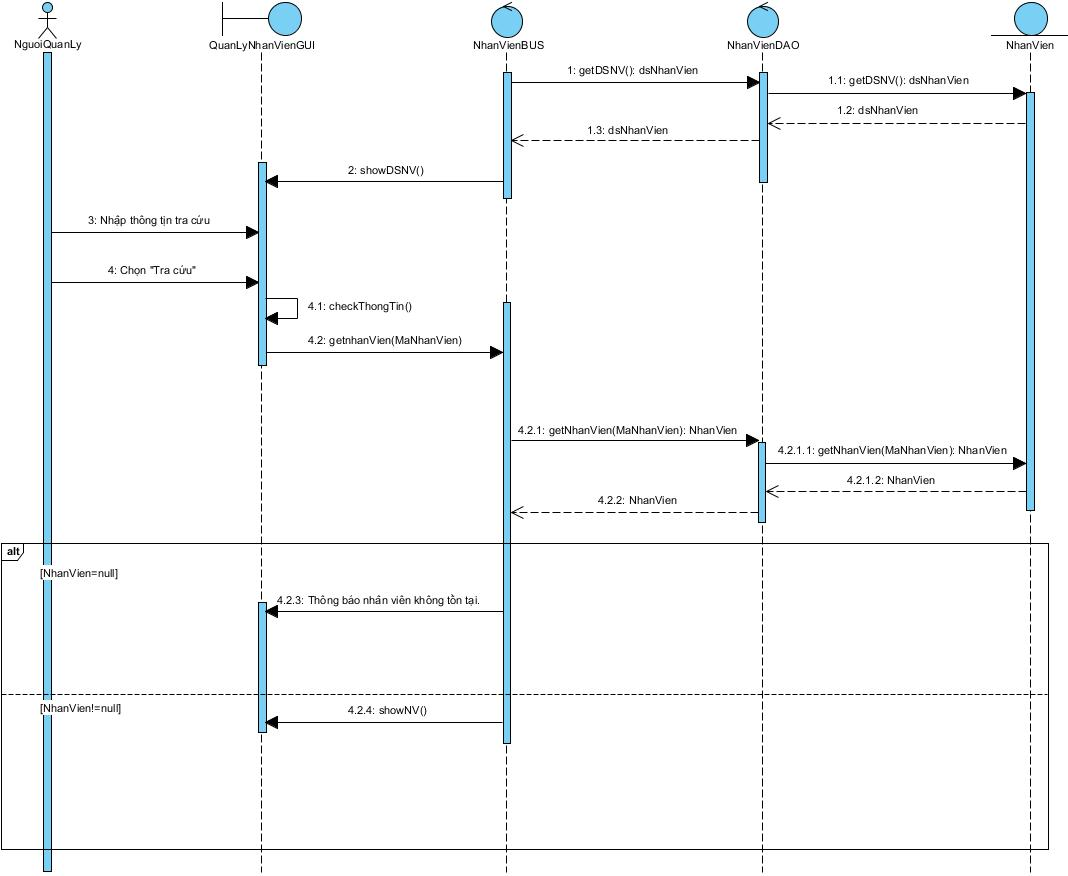 NguoiQuanLy
QuanLyNhanVienGUI
NhanVienBUS
NhanVienDAO
NhanVien
1: getDSNV(): dsNhanVien
1.1: getDSNV(): dsNhanVien
1.2: dsNhanVien
1.3: dsNhanVien
2: showDSNV()
3: Nhập thông tịn tra cứu
4: Chọn "Tra cứu"
4.1: checkThongTin()
4.2: getnhanVien(MaNhanVien)
4.2.1: getNhanVien(MaNhanVien): NhanVien
4.2.1.1: getNhanVien(MaNhanVien): NhanVien
4.2.1.2: NhanVien
4.2.2: NhanVien
alt
[NhanVien=null]
4.2.3: Thông báo nhân viên không tồn tại.
[NhanVien!=null]
4.2.4: showNV()